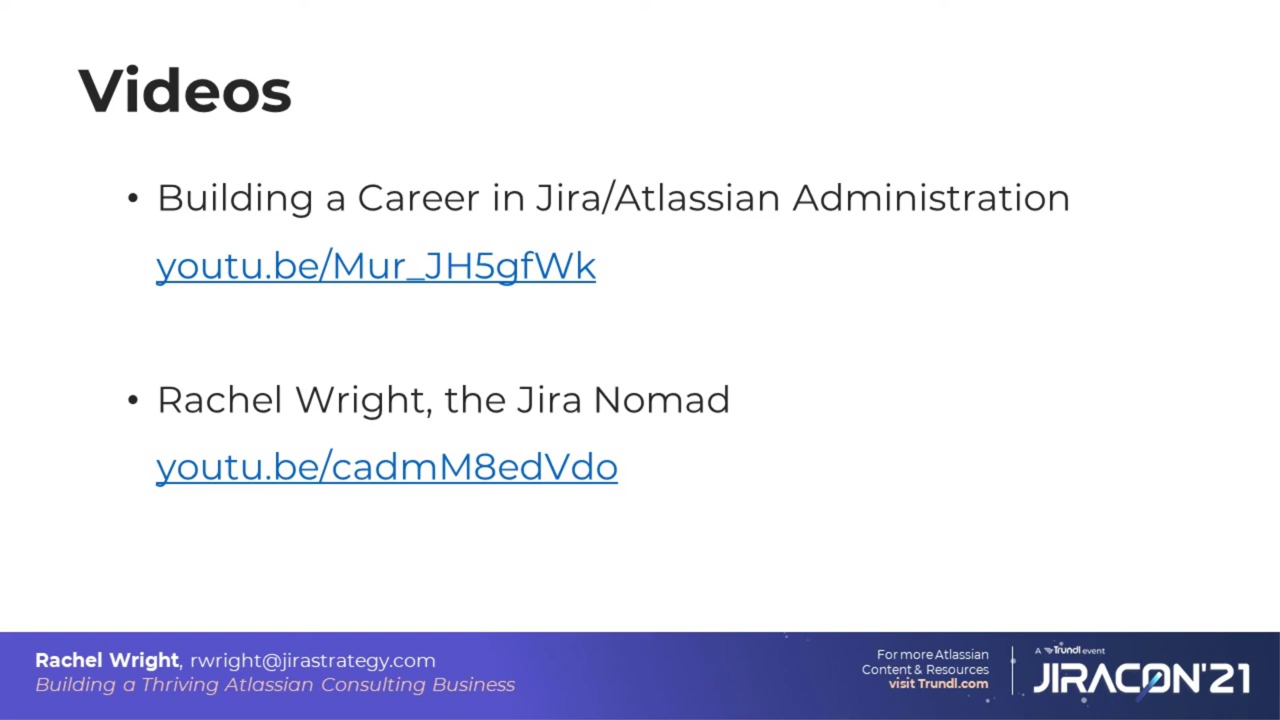 Videos
• Building a Career in Jira/Atlassian Administration
youtu.be/Mur_JH5gfWk
• Rachel Wright, the Jira Nomad
youtu.be/cadmM8edVdo
Rachel Wright, rwright@jirastrategy.com
Building a Thriving Atlassian Consulting Business
For more Atlassian
Content & Resources
visit Trundl.com
A Trundl event
JIRACON'21